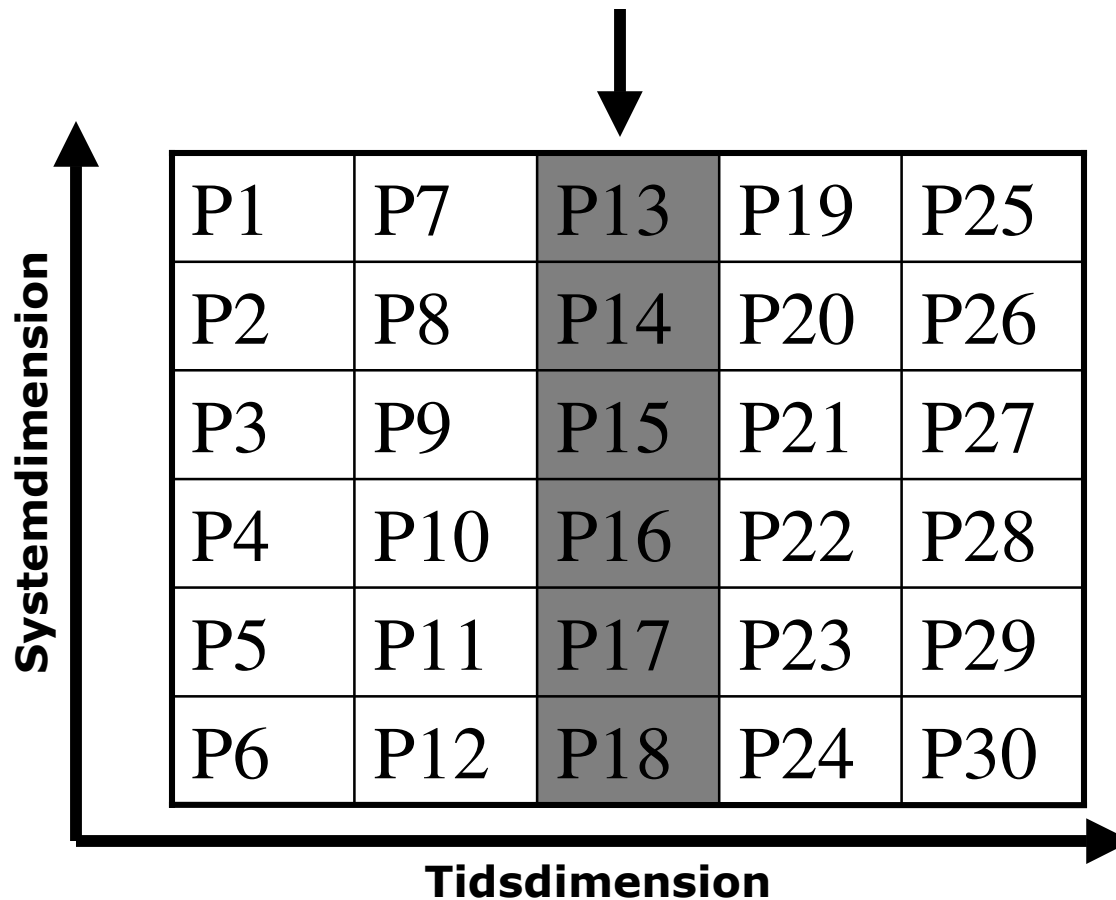 P1 P7 P13 P19 P25
P2 P8 P14 P20 P26
P3 P9 P15 P21 P27
P4 P10 P16 P22 P28
P5 P11 P17 P23 P29
P6 P12 P18 P24 P30
Systemdimension
Tidsdimension